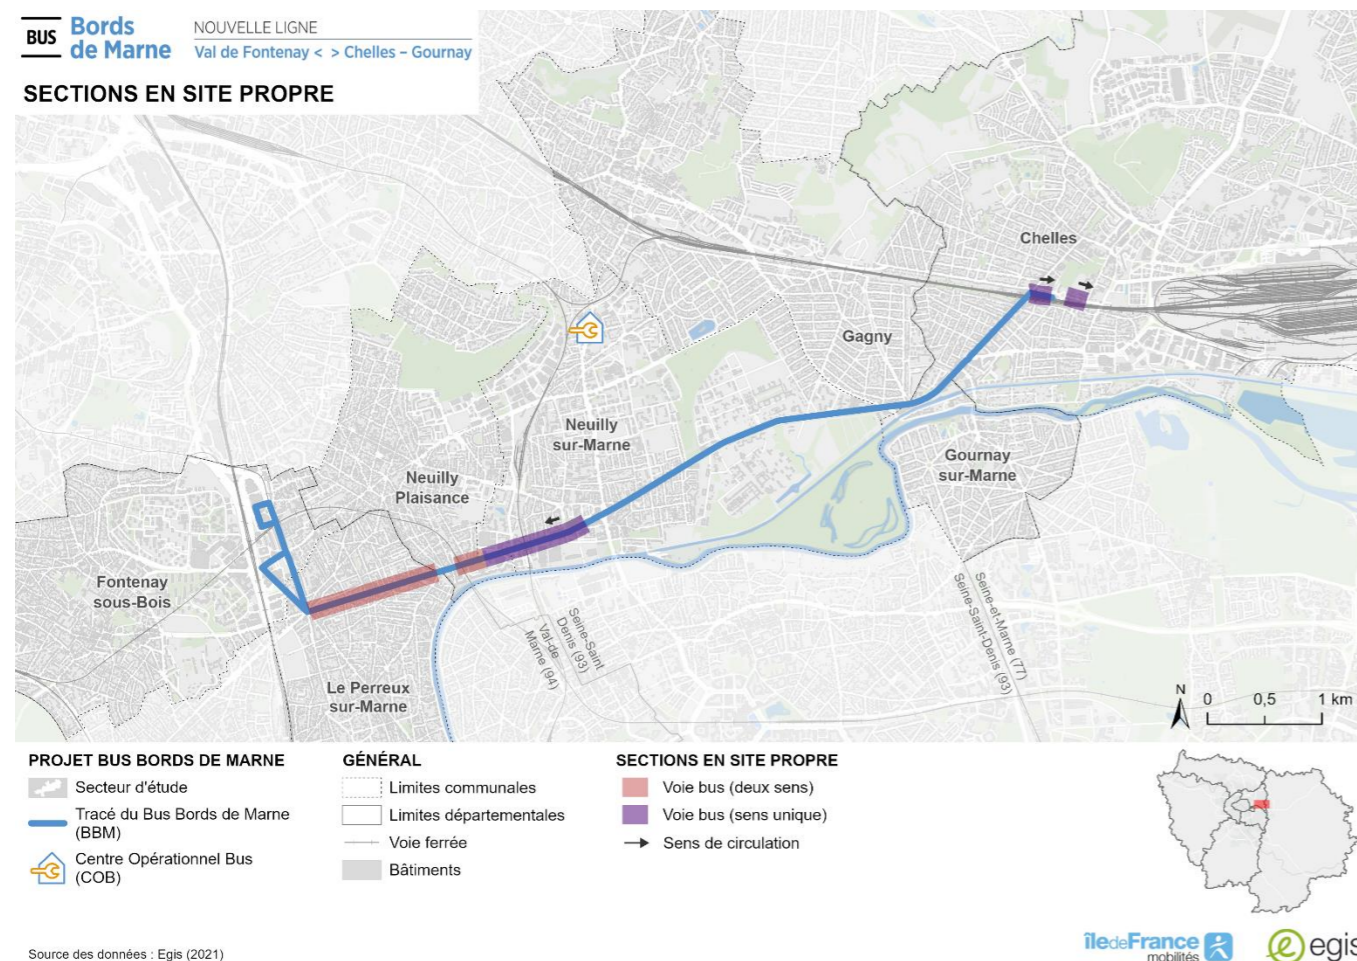 BUS
Bords
de Marne
NOUVELLE LIGNE
Val de Fontenay < > Chelles – Gournay
SECTIONS EN SITE PROPRE
Chelles
Gagny
Neuilly
sur-Marne
Gournay
sur-Marne
Neuilly
Plaisance
Fontenay
sous-Bois
Le Perreux
sur-Marne
Seine-Saint
Denis (93)
Val-de
Marne (94)
Seine-et-Marne (77)
Seine-Saint-Denis (93)
N
0 0,5 1 km
PROJET BUS BORDS DE MARNE
Secteur d'étude
Tracé du Bus Bords de Marne
(BBM)
Centre Opérationnel Bus
(COB)
GÉNÉRAL
Limites communales
Limites départementales
Voie ferrée
Bâtiments
SECTIONS EN SITE PROPRE
Voie bus (deux sens)
Voie bus (sens unique)
Sens de circulation
Source des données : Egis (2021)
îledeFrance
mobilités
egis